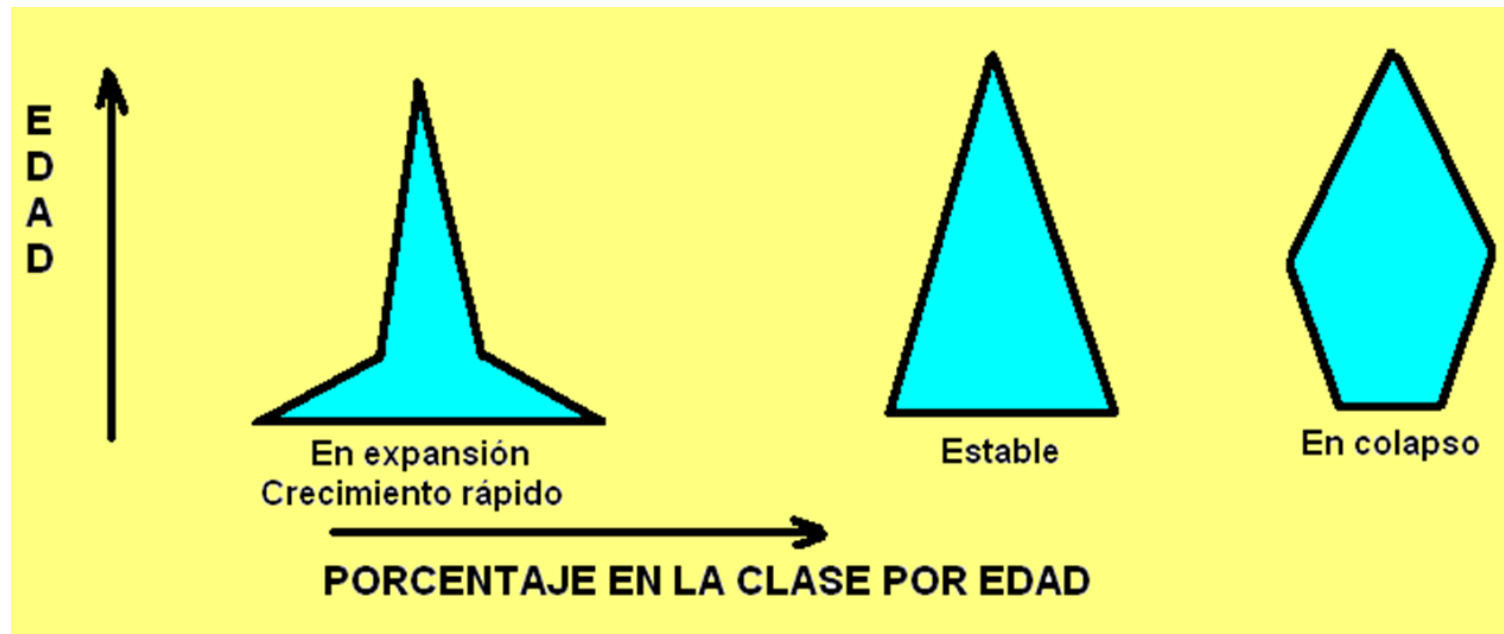 EDAD
En expansión
Crecimiento rápido
Estable
En colapso
PORCENTAJE EN LA CLASE POR EDAD